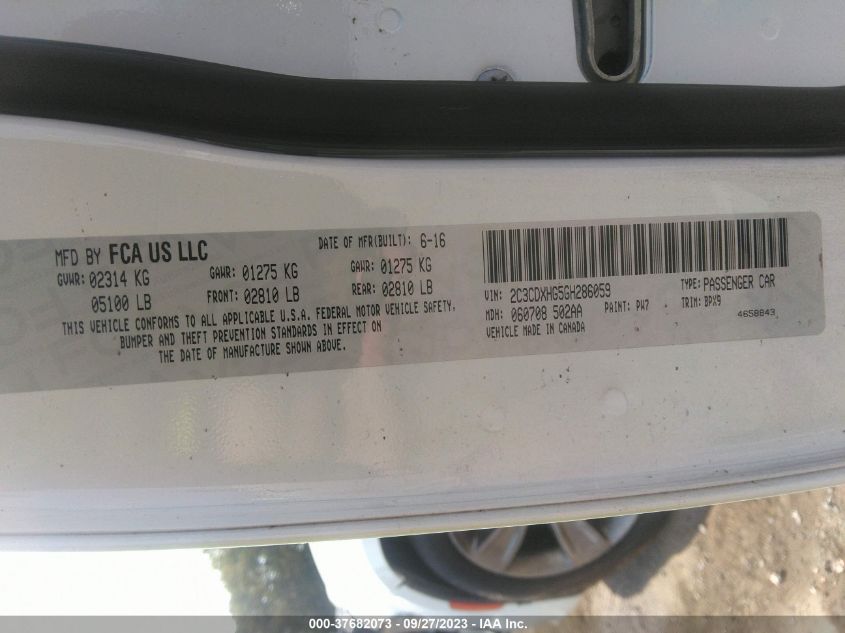 MFD BY FCA US LLC DATE OF MFR(BUILT): 6-16
GVWR: 02314 KG GAWR: 01275 KG GAWR: 01275 KG
05100 LB FRONT: 02810 LB REAR: 02810 LB
THIS VEHICLE CONFORMS TO ALL APPLICABLE U.S.A. FEDERAL MOTOR VEHICLE SAFETY,
BUMPER AND THEFT PREVENTION STANDARDS IN EFFECT ON
THE DATE OF MANUFACTURE SHOWN ABOVE.
VIN: 2C3CDXHG5GH286059 TYPE: PASSENGER CAR
MDH: 060708 502AA PAINT: PW7 TRIM: BPX9
VEHICLE MADE IN CANADA 4658843
000-37682073 - 09/27/2023 - IAA Inc.